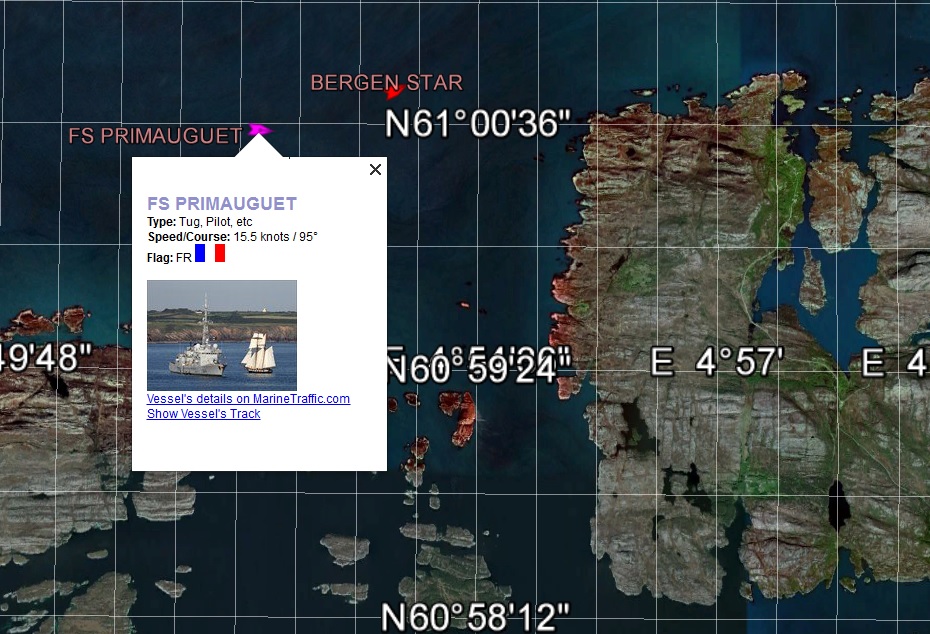 BERGEN STAR
N61°00'36"
FS PRIMAUGUET
FS PRIMAUGUET
Type: Tug, Pilot, etc
Speed/Course: 15.5 knots / 95°
Flag: FR
49'48"
N60°59'24"
E 4°57'
E 4
Vessel's details on MarineTraffic.com
Show Vessel's Track
N60°58'12"